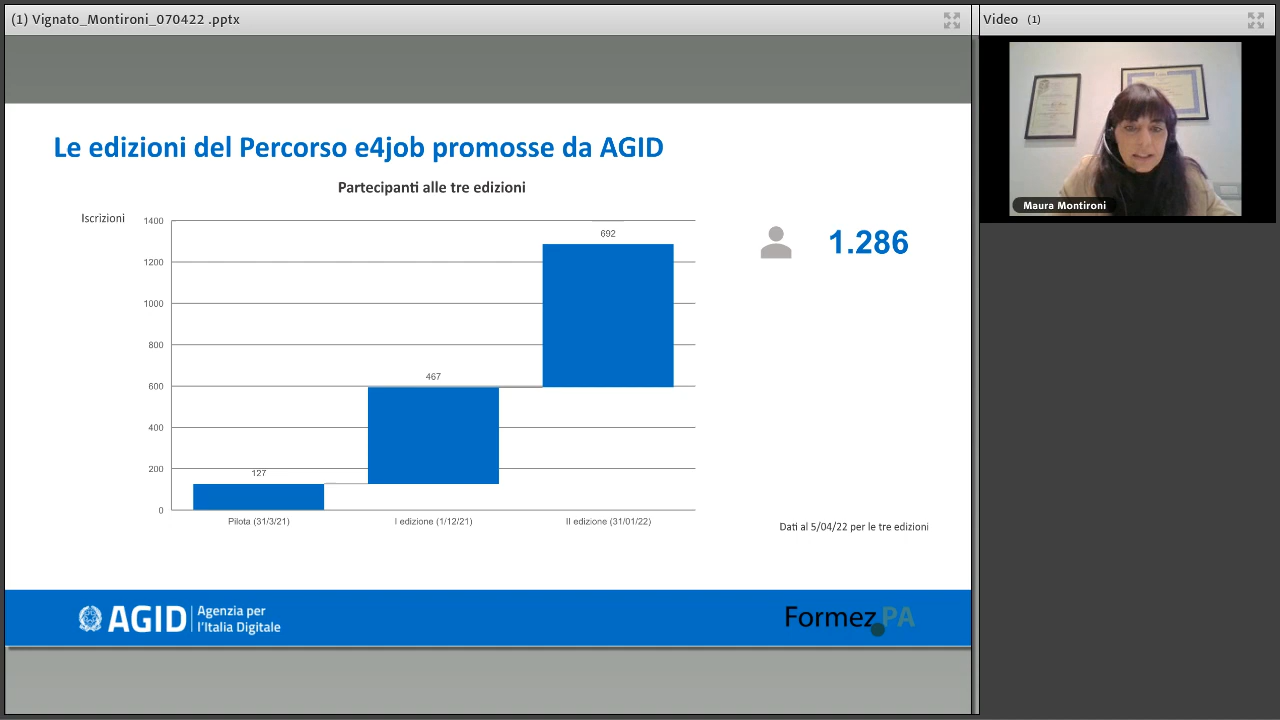 (1) Vignato_Montironi_070422 .pptx
Video (1)
Le edizioni del Percorso e4job promosse da AGID
Partecipanti alle tre edizioni
Iscrizioni
1400
1200
1000
800
600
400
200
0
127
467
692
Pilota (31/3/21)
I edizione (1/12/21)
II edizione (31/01/22)
1.286
Dati al 5/04/22 per le tre edizioni
AGID
Agenzia per
l'Italia Digitale
Formez PA
Maura Montironi